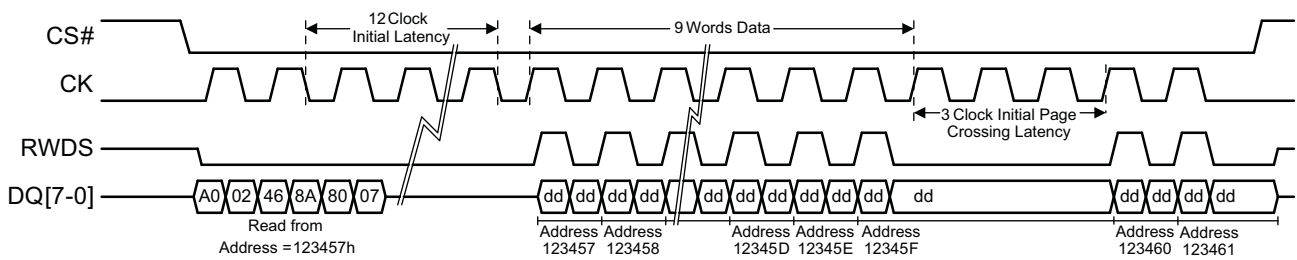 12 Clock
Initial Latency
9 Words Data
CS#
CK
3 Clock Initial Page
Crossing Latency
RWDS
DQ[7-0]
A0 02 46 8A 80 07 dd dd dd dd dd dd dd dd dd dd dd dd dd dd dd
Read from
Address =123457h
Address
123457
Address
123458
Address
12345D
Address
12345E
Address
12345F
Address
123460
Address
123461